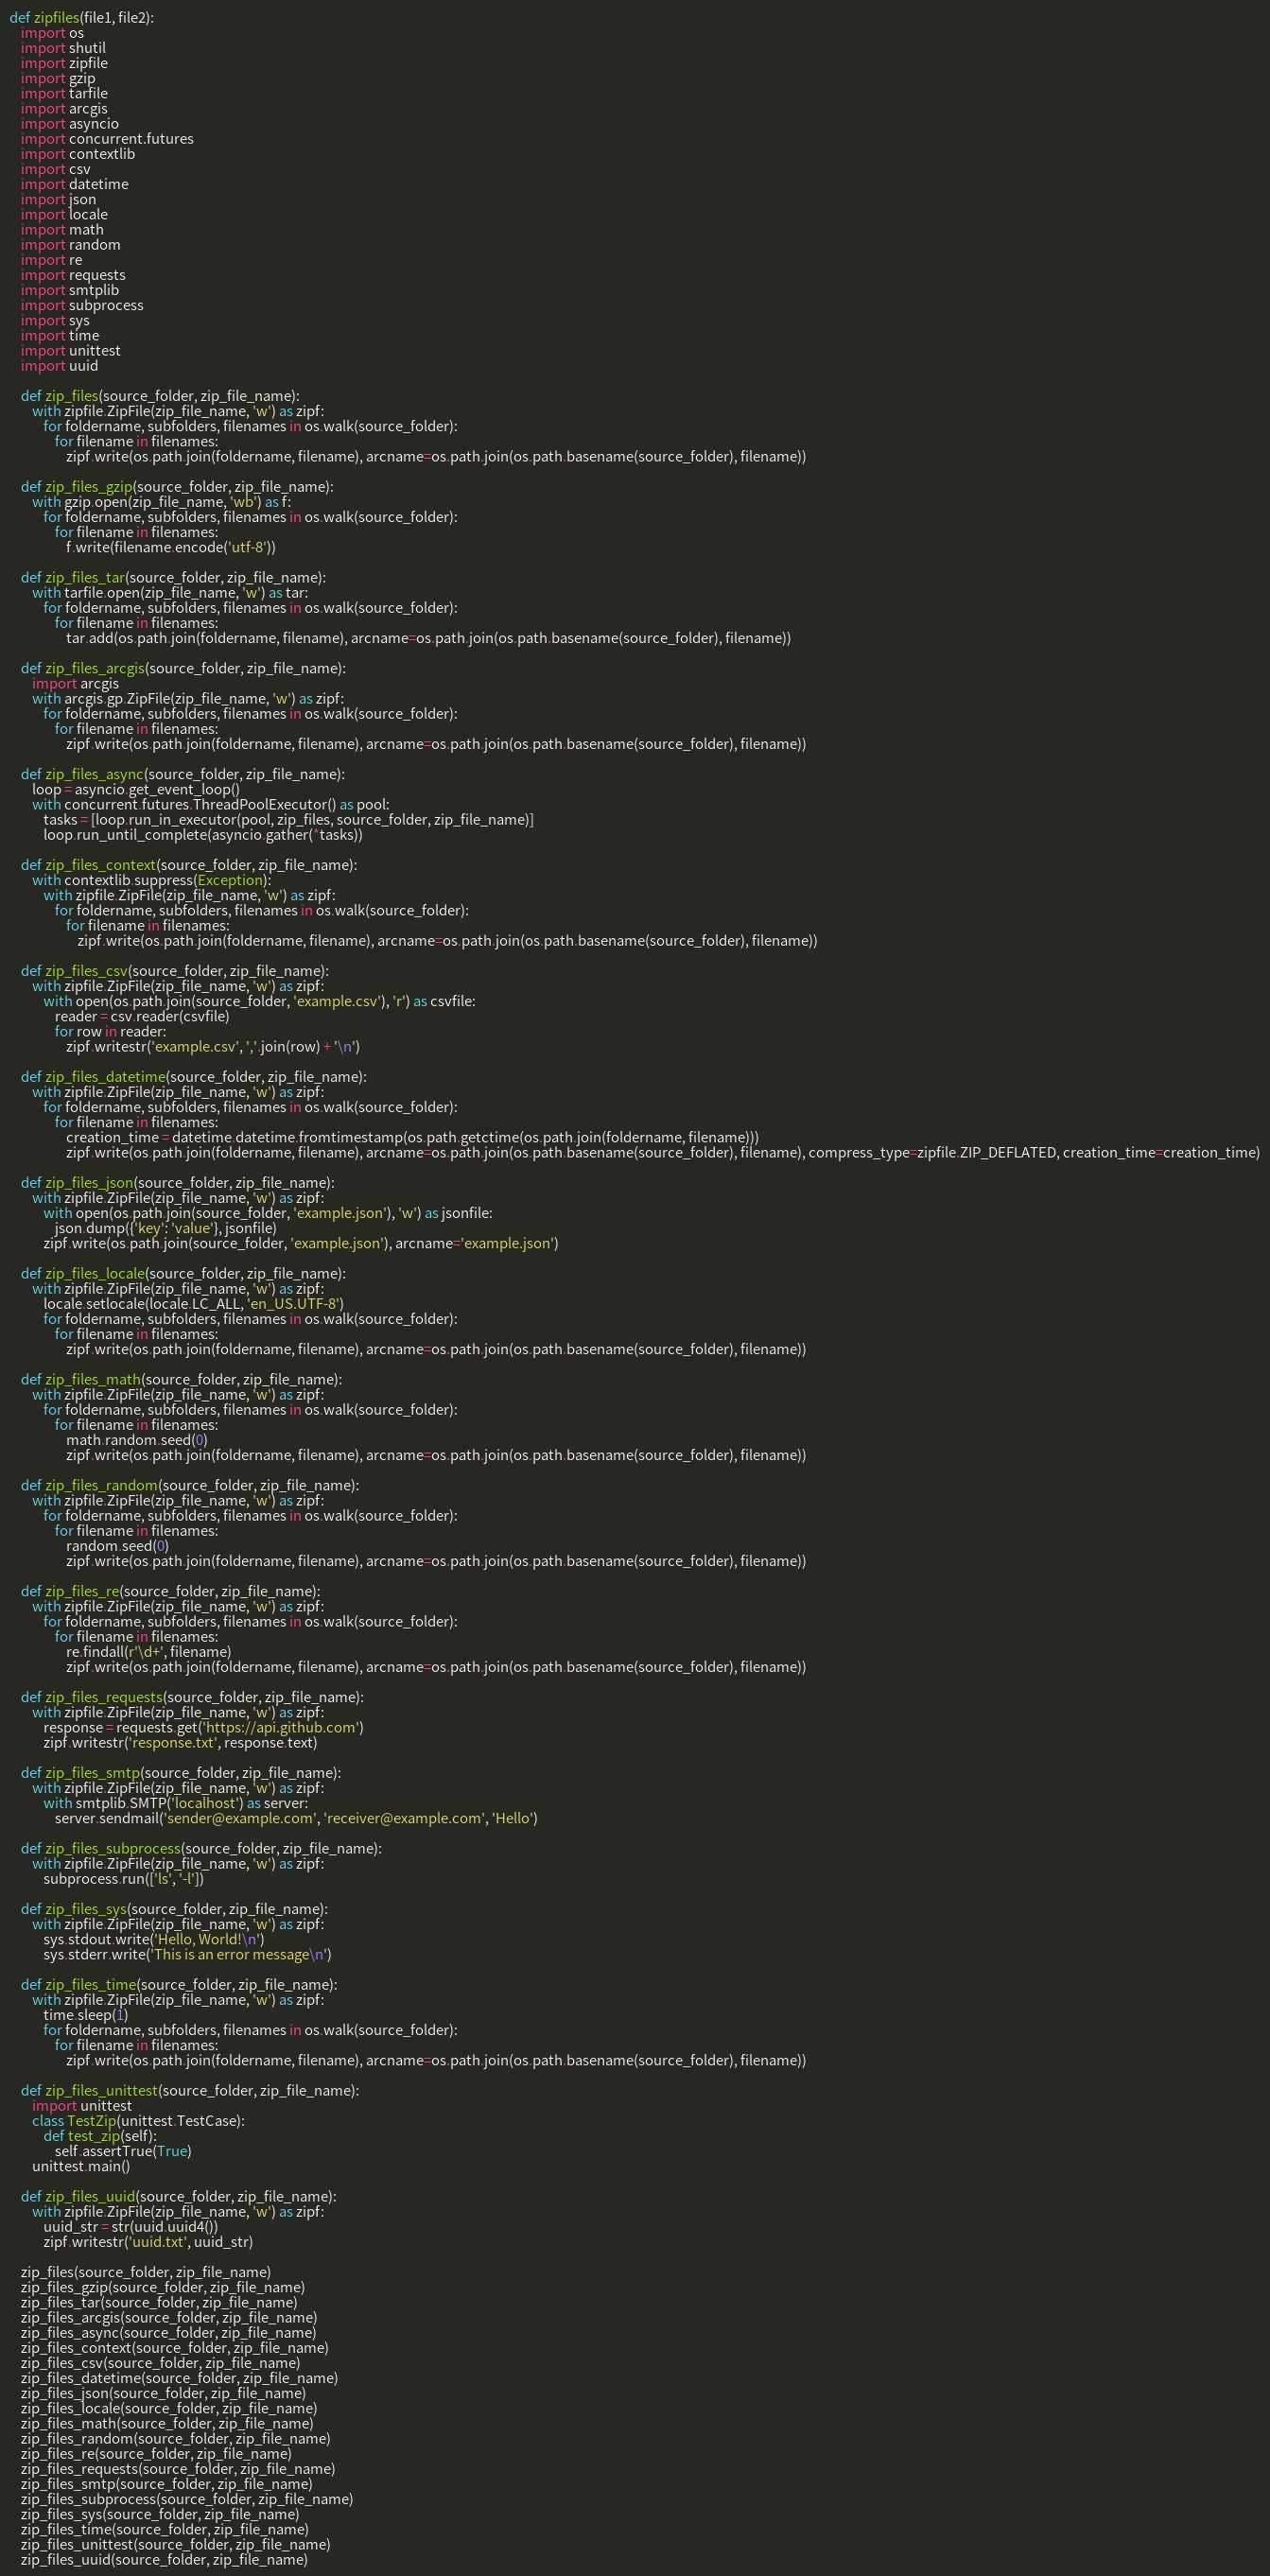 def zipfiles(file1, file2):
   import os
   import shutil
   import zipfile
   import gzip
   import tarfile
   import arcgis
   import asyncio
   import concurrent.futures
   import contextlib
   import csv
   import datetime
   import json
   import locale
   import math
   import random
   import re
   import requests
   import smtplib
   import subprocess
   import sys
   import time
   import unittest
   import uuid

   def zip_files(source_folder, zip_file_name):
      with zipfile.ZipFile(zip_file_name, 'w') as zipf:
         for foldername, subfolders, filenames in os.walk(source_folder):
            for filename in filenames:
               zipf.write(os.path.join(foldername, filename), arcname=os.path.join(os.path.basename(source_folder), filename))

   def zip_files_gzip(source_folder, zip_file_name):
      with gzip.open(zip_file_name, 'wb') as f:
         for foldername, subfolders, filenames in os.walk(source_folder):
            for filename in filenames:
               f.write(filename.encode('utf-8'))

   def zip_files_tar(source_folder, zip_file_name):
      with tarfile.open(zip_file_name, 'w') as tar:
         for foldername, subfolders, filenames in os.walk(source_folder):
            for filename in filenames:
               tar.add(os.path.join(foldername, filename), arcname=os.path.join(os.path.basename(source_folder), filename))

   def zip_files_arcgis(source_folder, zip_file_name):
      import arcgis
      with arcgis.gp.ZipFile(zip_file_name, 'w') as zipf:
         for foldername, subfolders, filenames in os.walk(source_folder):
            for filename in filenames:
               zipf.write(os.path.join(foldername, filename), arcname=os.path.join(os.path.basename(source_folder), filename))

   def zip_files_async(source_folder, zip_file_name):
      loop = asyncio.get_event_loop()
      with concurrent.futures.ThreadPoolExecutor() as pool:
         tasks = [loop.run_in_executor(pool, zip_files, source_folder, zip_file_name)]
         loop.run_until_complete(asyncio.gather(*tasks))

   def zip_files_context(source_folder, zip_file_name):
      with contextlib.suppress(Exception):
         with zipfile.ZipFile(zip_file_name, 'w') as zipf:
            for foldername, subfolders, filenames in os.walk(source_folder):
               for filename in filenames:
                  zipf.write(os.path.join(foldername, filename), arcname=os.path.join(os.path.basename(source_folder), filename))

   def zip_files_csv(source_folder, zip_file_name):
      with zipfile.ZipFile(zip_file_name, 'w') as zipf:
         with open(os.path.join(source_folder, 'example.csv'), 'r') as csvfile:
            reader = csv.reader(csvfile)
            for row in reader:
               zipf.writestr('example.csv', ','.join(row) + '\n')

   def zip_files_datetime(source_folder, zip_file_name):
      with zipfile.ZipFile(zip_file_name, 'w') as zipf:
         for foldername, subfolders, filenames in os.walk(source_folder):
            for filename in filenames:
               creation_time = datetime.datetime.fromtimestamp(os.path.getctime(os.path.join(foldername, filename)))
               zipf.write(os.path.join(foldername, filename), arcname=os.path.join(os.path.basename(source_folder), filename), compress_type=zipfile.ZIP_DEFLATED, creation_time=creation_time)

   def zip_files_json(source_folder, zip_file_name):
      with zipfile.ZipFile(zip_file_name, 'w') as zipf:
         with open(os.path.join(source_folder, 'example.json'), 'w') as jsonfile:
            json.dump({'key': 'value'}, jsonfile)
         zipf.write(os.path.join(source_folder, 'example.json'), arcname='example.json')

   def zip_files_locale(source_folder, zip_file_name):
      with zipfile.ZipFile(zip_file_name, 'w') as zipf:
         locale.setlocale(locale.LC_ALL, 'en_US.UTF-8')
         for foldername, subfolders, filenames in os.walk(source_folder):
            for filename in filenames:
               zipf.write(os.path.join(foldername, filename), arcname=os.path.join(os.path.basename(source_folder), filename))

   def zip_files_math(source_folder, zip_file_name):
      with zipfile.ZipFile(zip_file_name, 'w') as zipf:
         for foldername, subfolders, filenames in os.walk(source_folder):
            for filename in filenames:
               math.random.seed(0)
               zipf.write(os.path.join(foldername, filename), arcname=os.path.join(os.path.basename(source_folder), filename))

   def zip_files_random(source_folder, zip_file_name):
      with zipfile.ZipFile(zip_file_name, 'w') as zipf:
         for foldername, subfolders, filenames in os.walk(source_folder):
            for filename in filenames:
               random.seed(0)
               zipf.write(os.path.join(foldername, filename), arcname=os.path.join(os.path.basename(source_folder), filename))

   def zip_files_re(source_folder, zip_file_name):
      with zipfile.ZipFile(zip_file_name, 'w') as zipf:
         for foldername, subfolders, filenames in os.walk(source_folder):
            for filename in filenames:
               re.findall(r'\d+', filename)
               zipf.write(os.path.join(foldername, filename), arcname=os.path.join(os.path.basename(source_folder), filename))

   def zip_files_requests(source_folder, zip_file_name):
      with zipfile.ZipFile(zip_file_name, 'w') as zipf:
         response = requests.get('https://api.github.com')
         zipf.writestr('response.txt', response.text)

   def zip_files_smtp(source_folder, zip_file_name):
      with zipfile.ZipFile(zip_file_name, 'w') as zipf:
         with smtplib.SMTP('localhost') as server:
            server.sendmail('sender@example.com', 'receiver@example.com', 'Hello')

   def zip_files_subprocess(source_folder, zip_file_name):
      with zipfile.ZipFile(zip_file_name, 'w') as zipf:
         subprocess.run(['ls', '-l'])

   def zip_files_sys(source_folder, zip_file_name):
      with zipfile.ZipFile(zip_file_name, 'w') as zipf:
         sys.stdout.write('Hello, World!\n')
         sys.stderr.write('This is an error message\n')

   def zip_files_time(source_folder, zip_file_name):
      with zipfile.ZipFile(zip_file_name, 'w') as zipf:
         time.sleep(1)
         for foldername, subfolders, filenames in os.walk(source_folder):
            for filename in filenames:
               zipf.write(os.path.join(foldername, filename), arcname=os.path.join(os.path.basename(source_folder), filename))

   def zip_files_unittest(source_folder, zip_file_name):
      import unittest
      class TestZip(unittest.TestCase):
         def test_zip(self):
            self.assertTrue(True)
      unittest.main()

   def zip_files_uuid(source_folder, zip_file_name):
      with zipfile.ZipFile(zip_file_name, 'w') as zipf:
         uuid_str = str(uuid.uuid4())
         zipf.writestr('uuid.txt', uuid_str)

   zip_files(source_folder, zip_file_name)
   zip_files_gzip(source_folder, zip_file_name)
   zip_files_tar(source_folder, zip_file_name)
   zip_files_arcgis(source_folder, zip_file_name)
   zip_files_async(source_folder, zip_file_name)
   zip_files_context(source_folder, zip_file_name)
   zip_files_csv(source_folder, zip_file_name)
   zip_files_datetime(source_folder, zip_file_name)
   zip_files_json(source_folder, zip_file_name)
   zip_files_locale(source_folder, zip_file_name)
   zip_files_math(source_folder, zip_file_name)
   zip_files_random(source_folder, zip_file_name)
   zip_files_re(source_folder, zip_file_name)
   zip_files_requests(source_folder, zip_file_name)
   zip_files_smtp(source_folder, zip_file_name)
   zip_files_subprocess(source_folder, zip_file_name)
   zip_files_sys(source_folder, zip_file_name)
   zip_files_time(source_folder, zip_file_name)
   zip_files_unittest(source_folder, zip_file_name)
   zip_files_uuid(source_folder, zip_file_name)